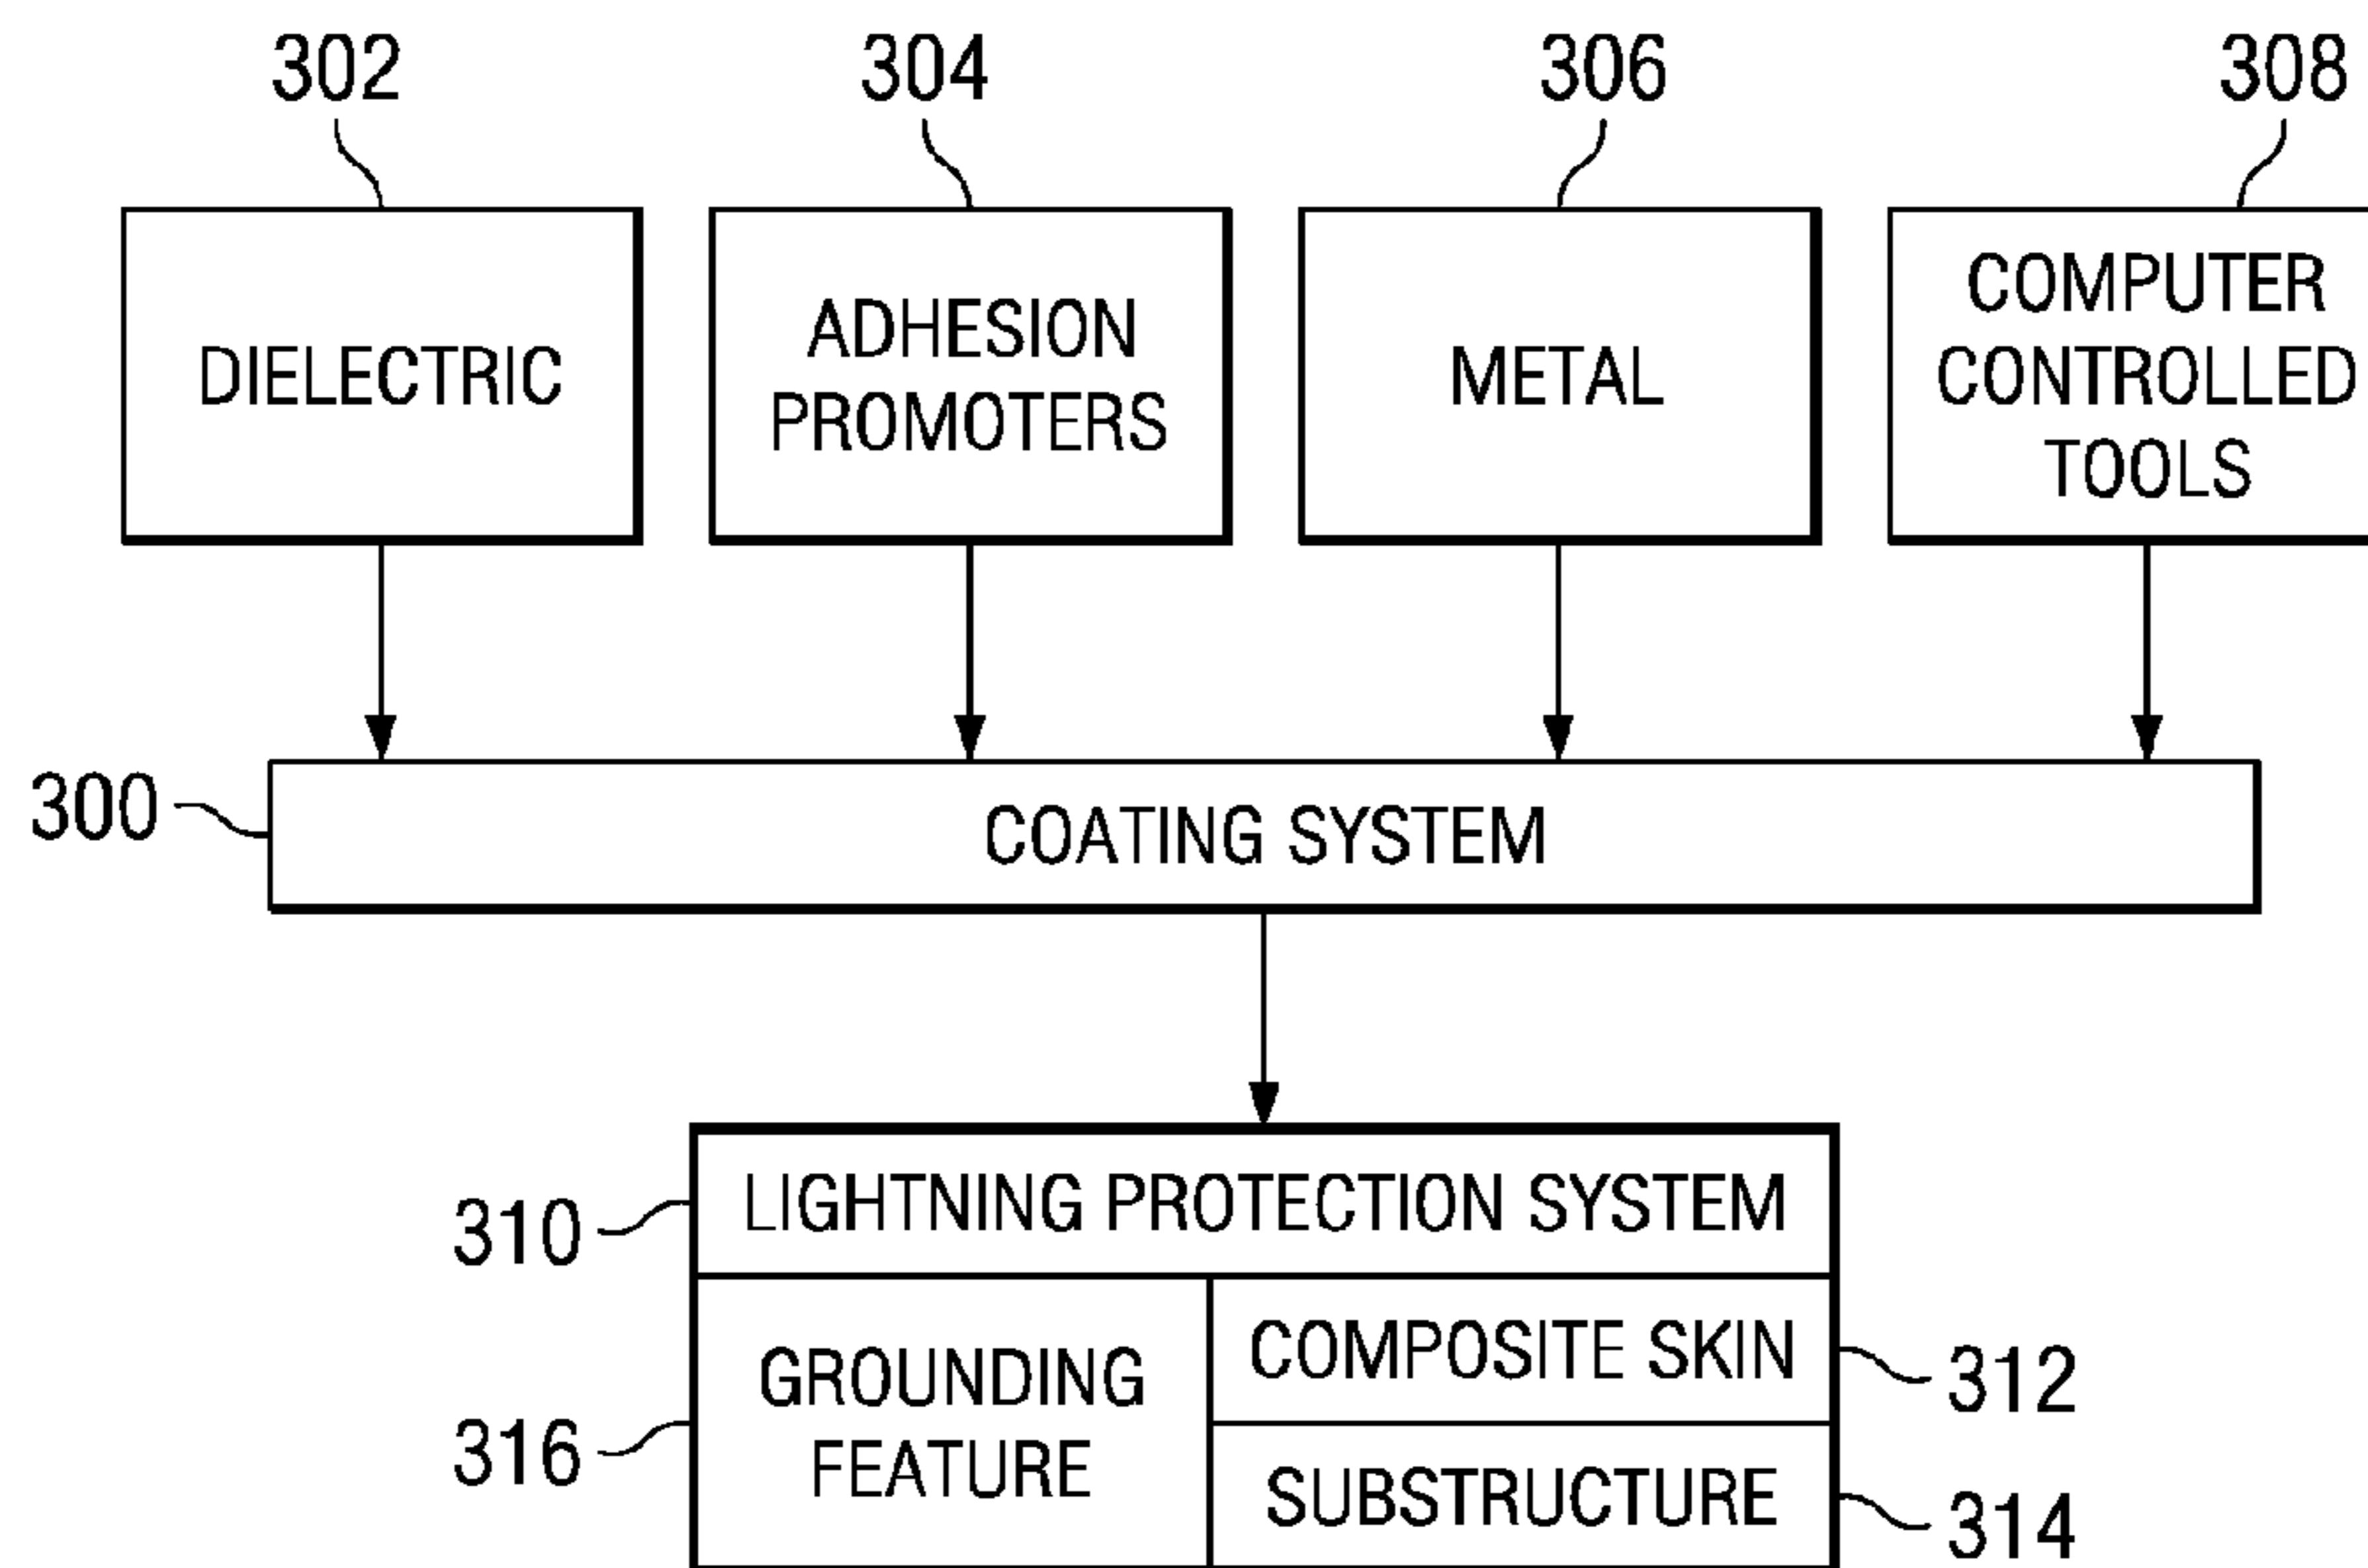 302
304
306
308
DIELECTRIC
ADHESION
PROMOTERS
METAL
COMPUTER
CONTROLLED
TOOLS
300
COATING SYSTEM
310
LIGHTNING PROTECTION SYSTEM
GROUNDING
FEATURE
316
COMPOSITE SKIN
312
SUBSTRUCTURE
314